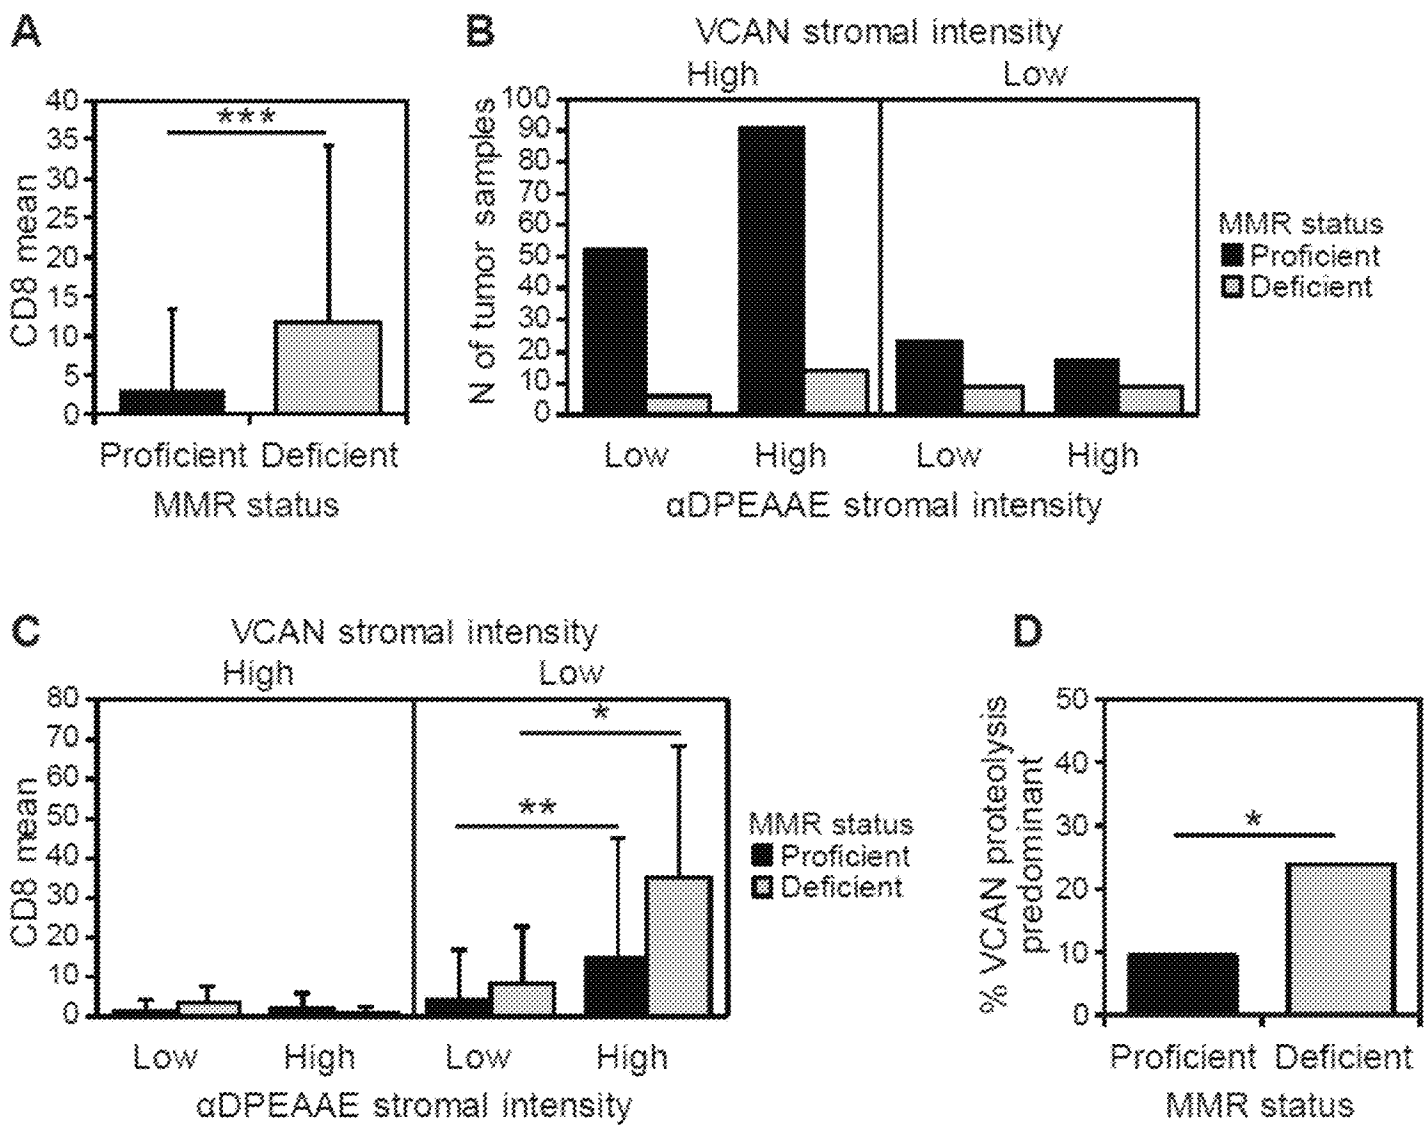 A
40
35
30
25
20
15
10
5
0
CD8 mean
***
Proficient Deficient
MMR status
B
VCAN stromal intensity
High Low
100
90
80
70
60
50
40
30
20
10
0
N of tumor samples
Low High Low High
αDPEAAE stromal intensity
MMR status
Proficient
Deficient
C
VCAN stromal intensity
High Low
80
70
60
50
40
30
20
10
0
CD8 mean
*
**
Low High Low High
αDPEAAE stromal intensity
MMR status
Proficient
Deficient
D
50
40
30
20
10
0
% VCAN proteolysis
predominant
*
Proficient Deficient
MMR status